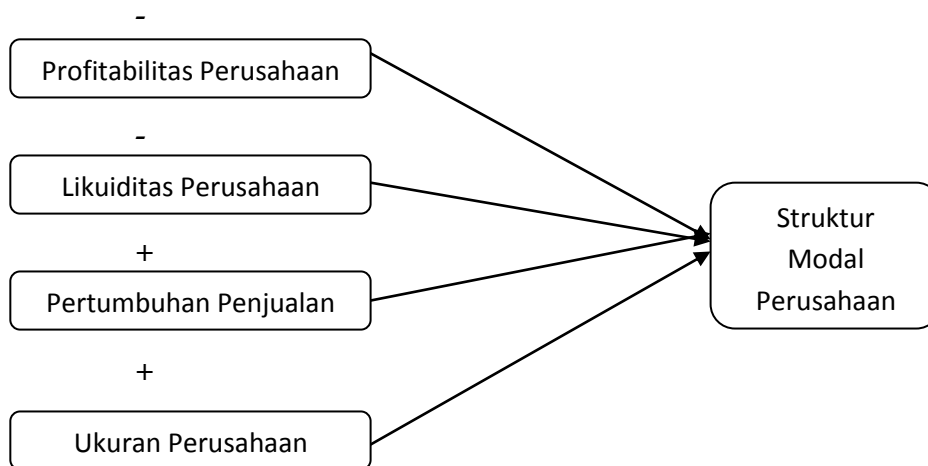 -
Profitabilitas Perusahaan
-
Likuiditas Perusahaan
+
Pertumbuhan Penjualan
+
Ukuran Perusahaan
Struktur
Modal
Perusahaan